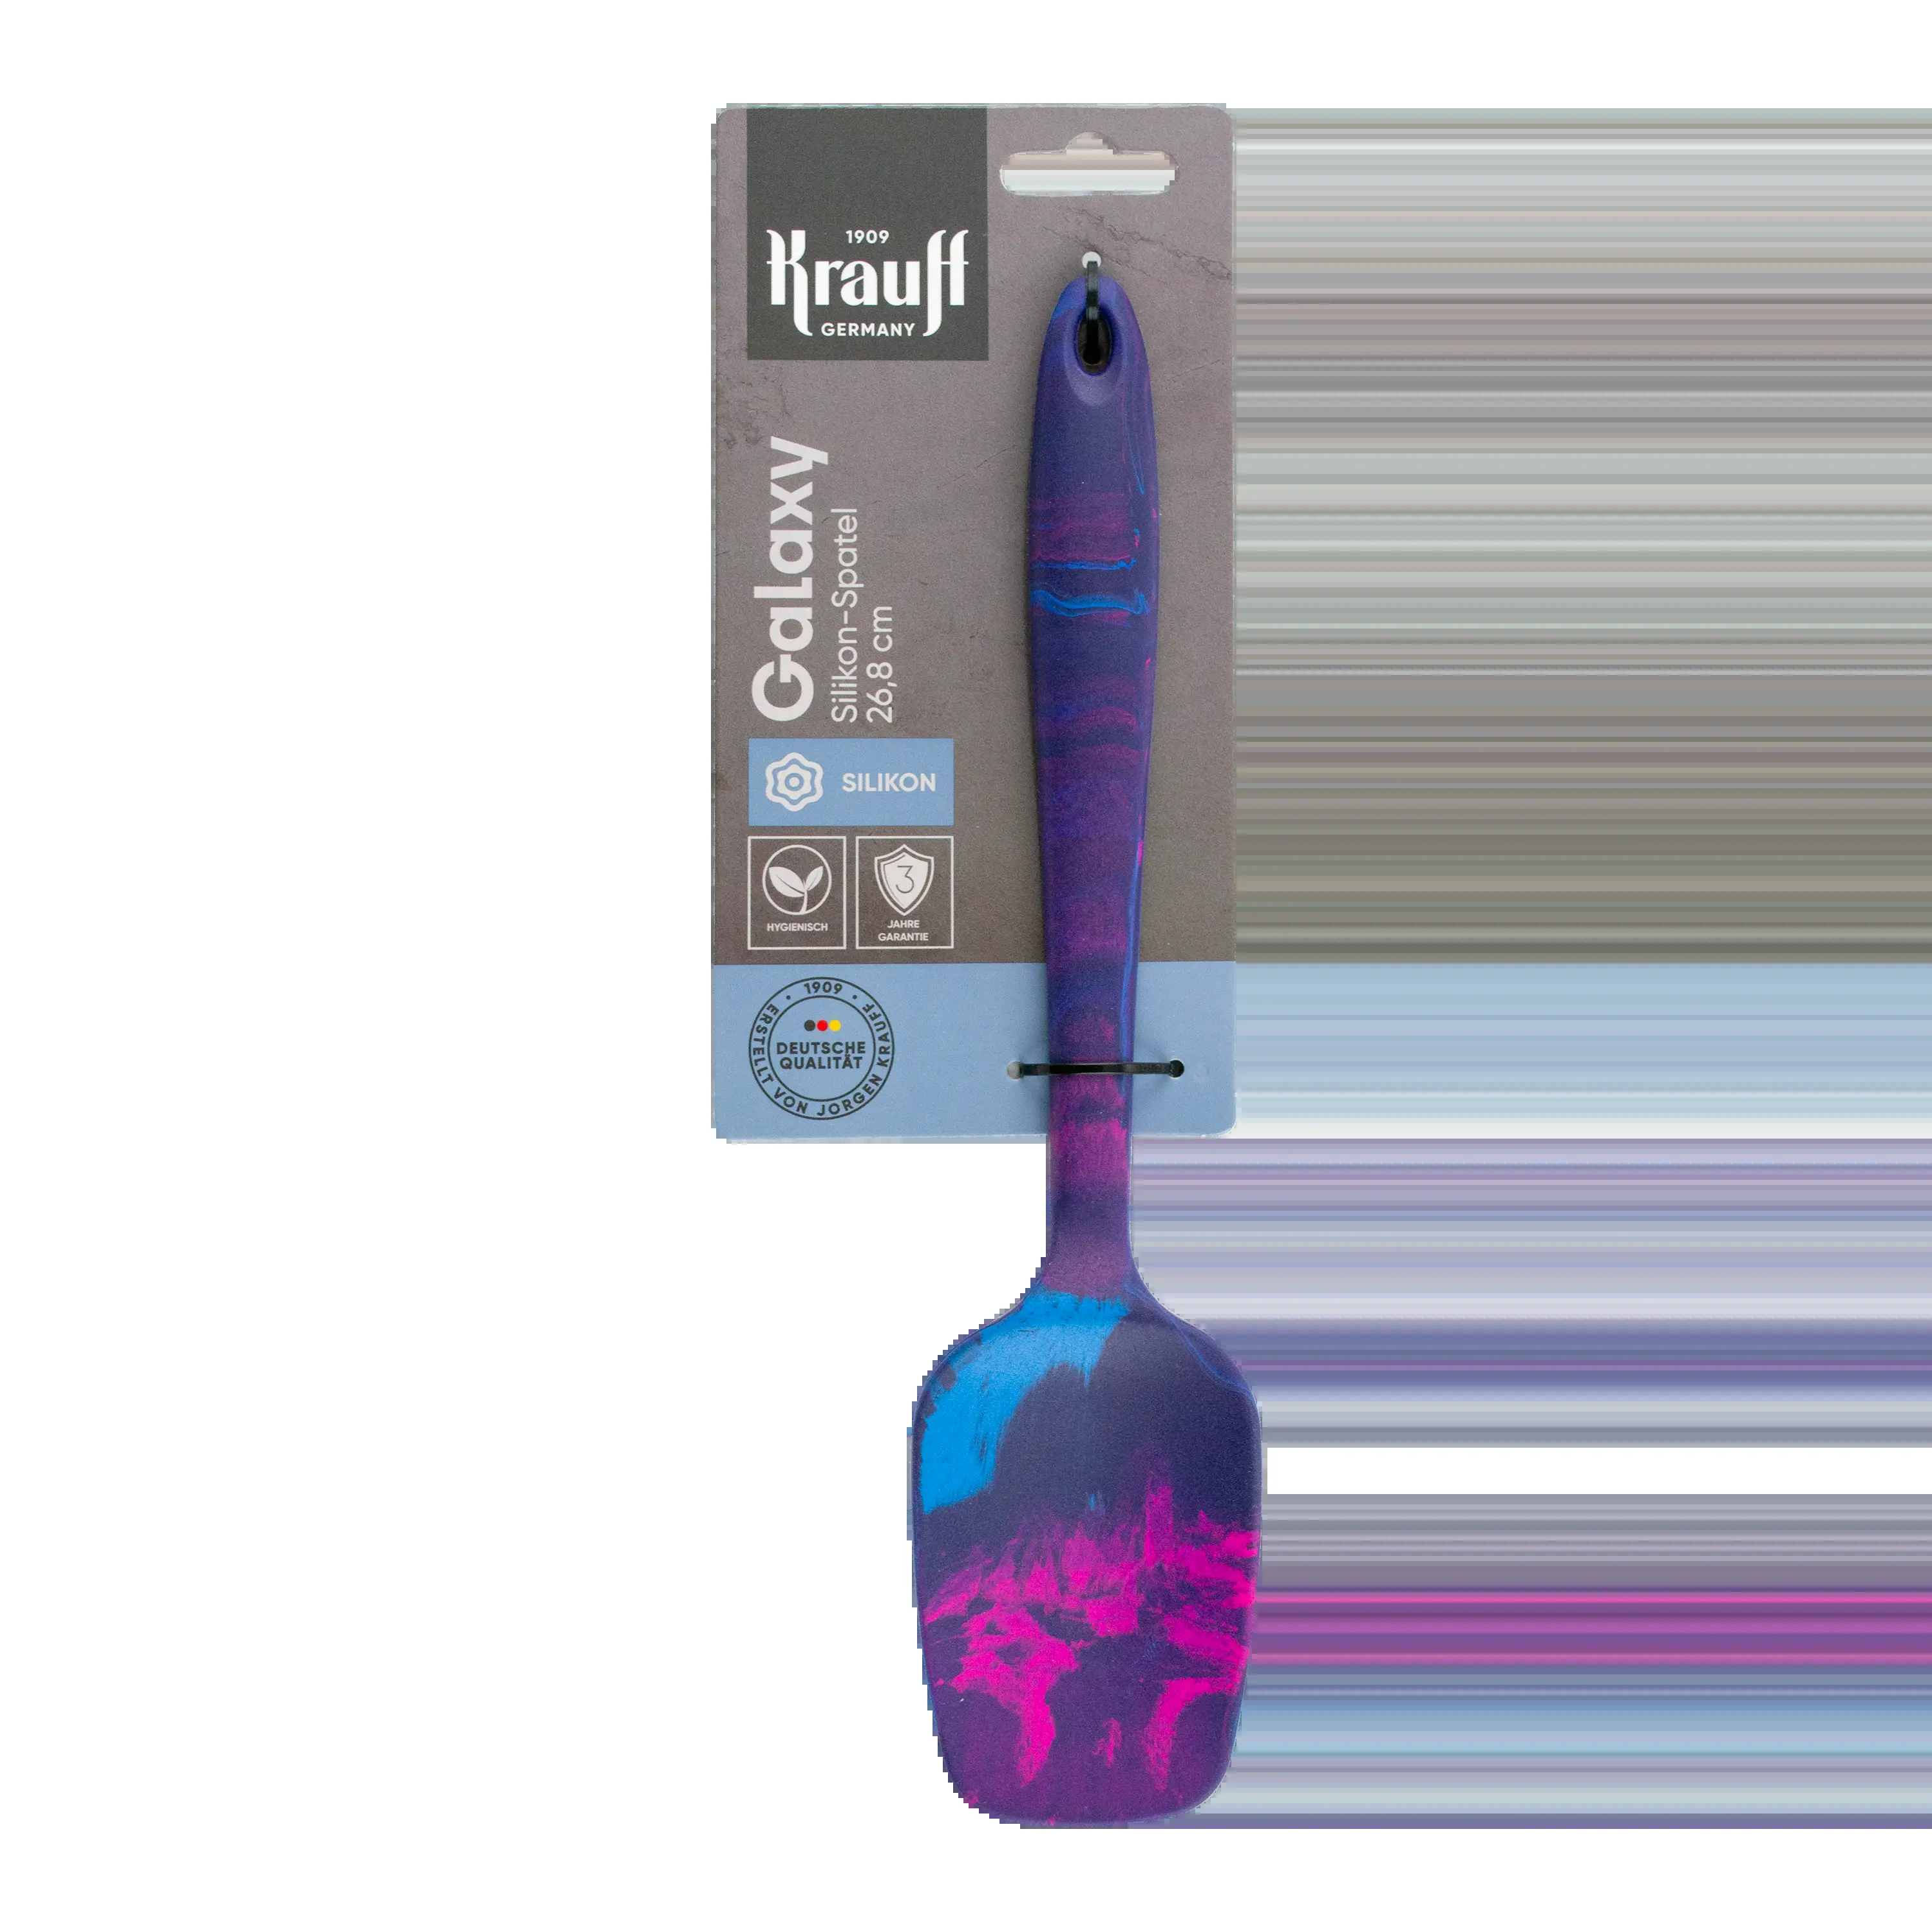 1909
Krauff
GERMANY
GaLaxy
Silikon-Spatel
26,8 cm
SILIKON
HYGIENISCH
3
JAHRE
GARANTIE
• 1909 •
ERSTELLT VON JORGEN KRAUFF
DEUTSCHE
QUALITÄT